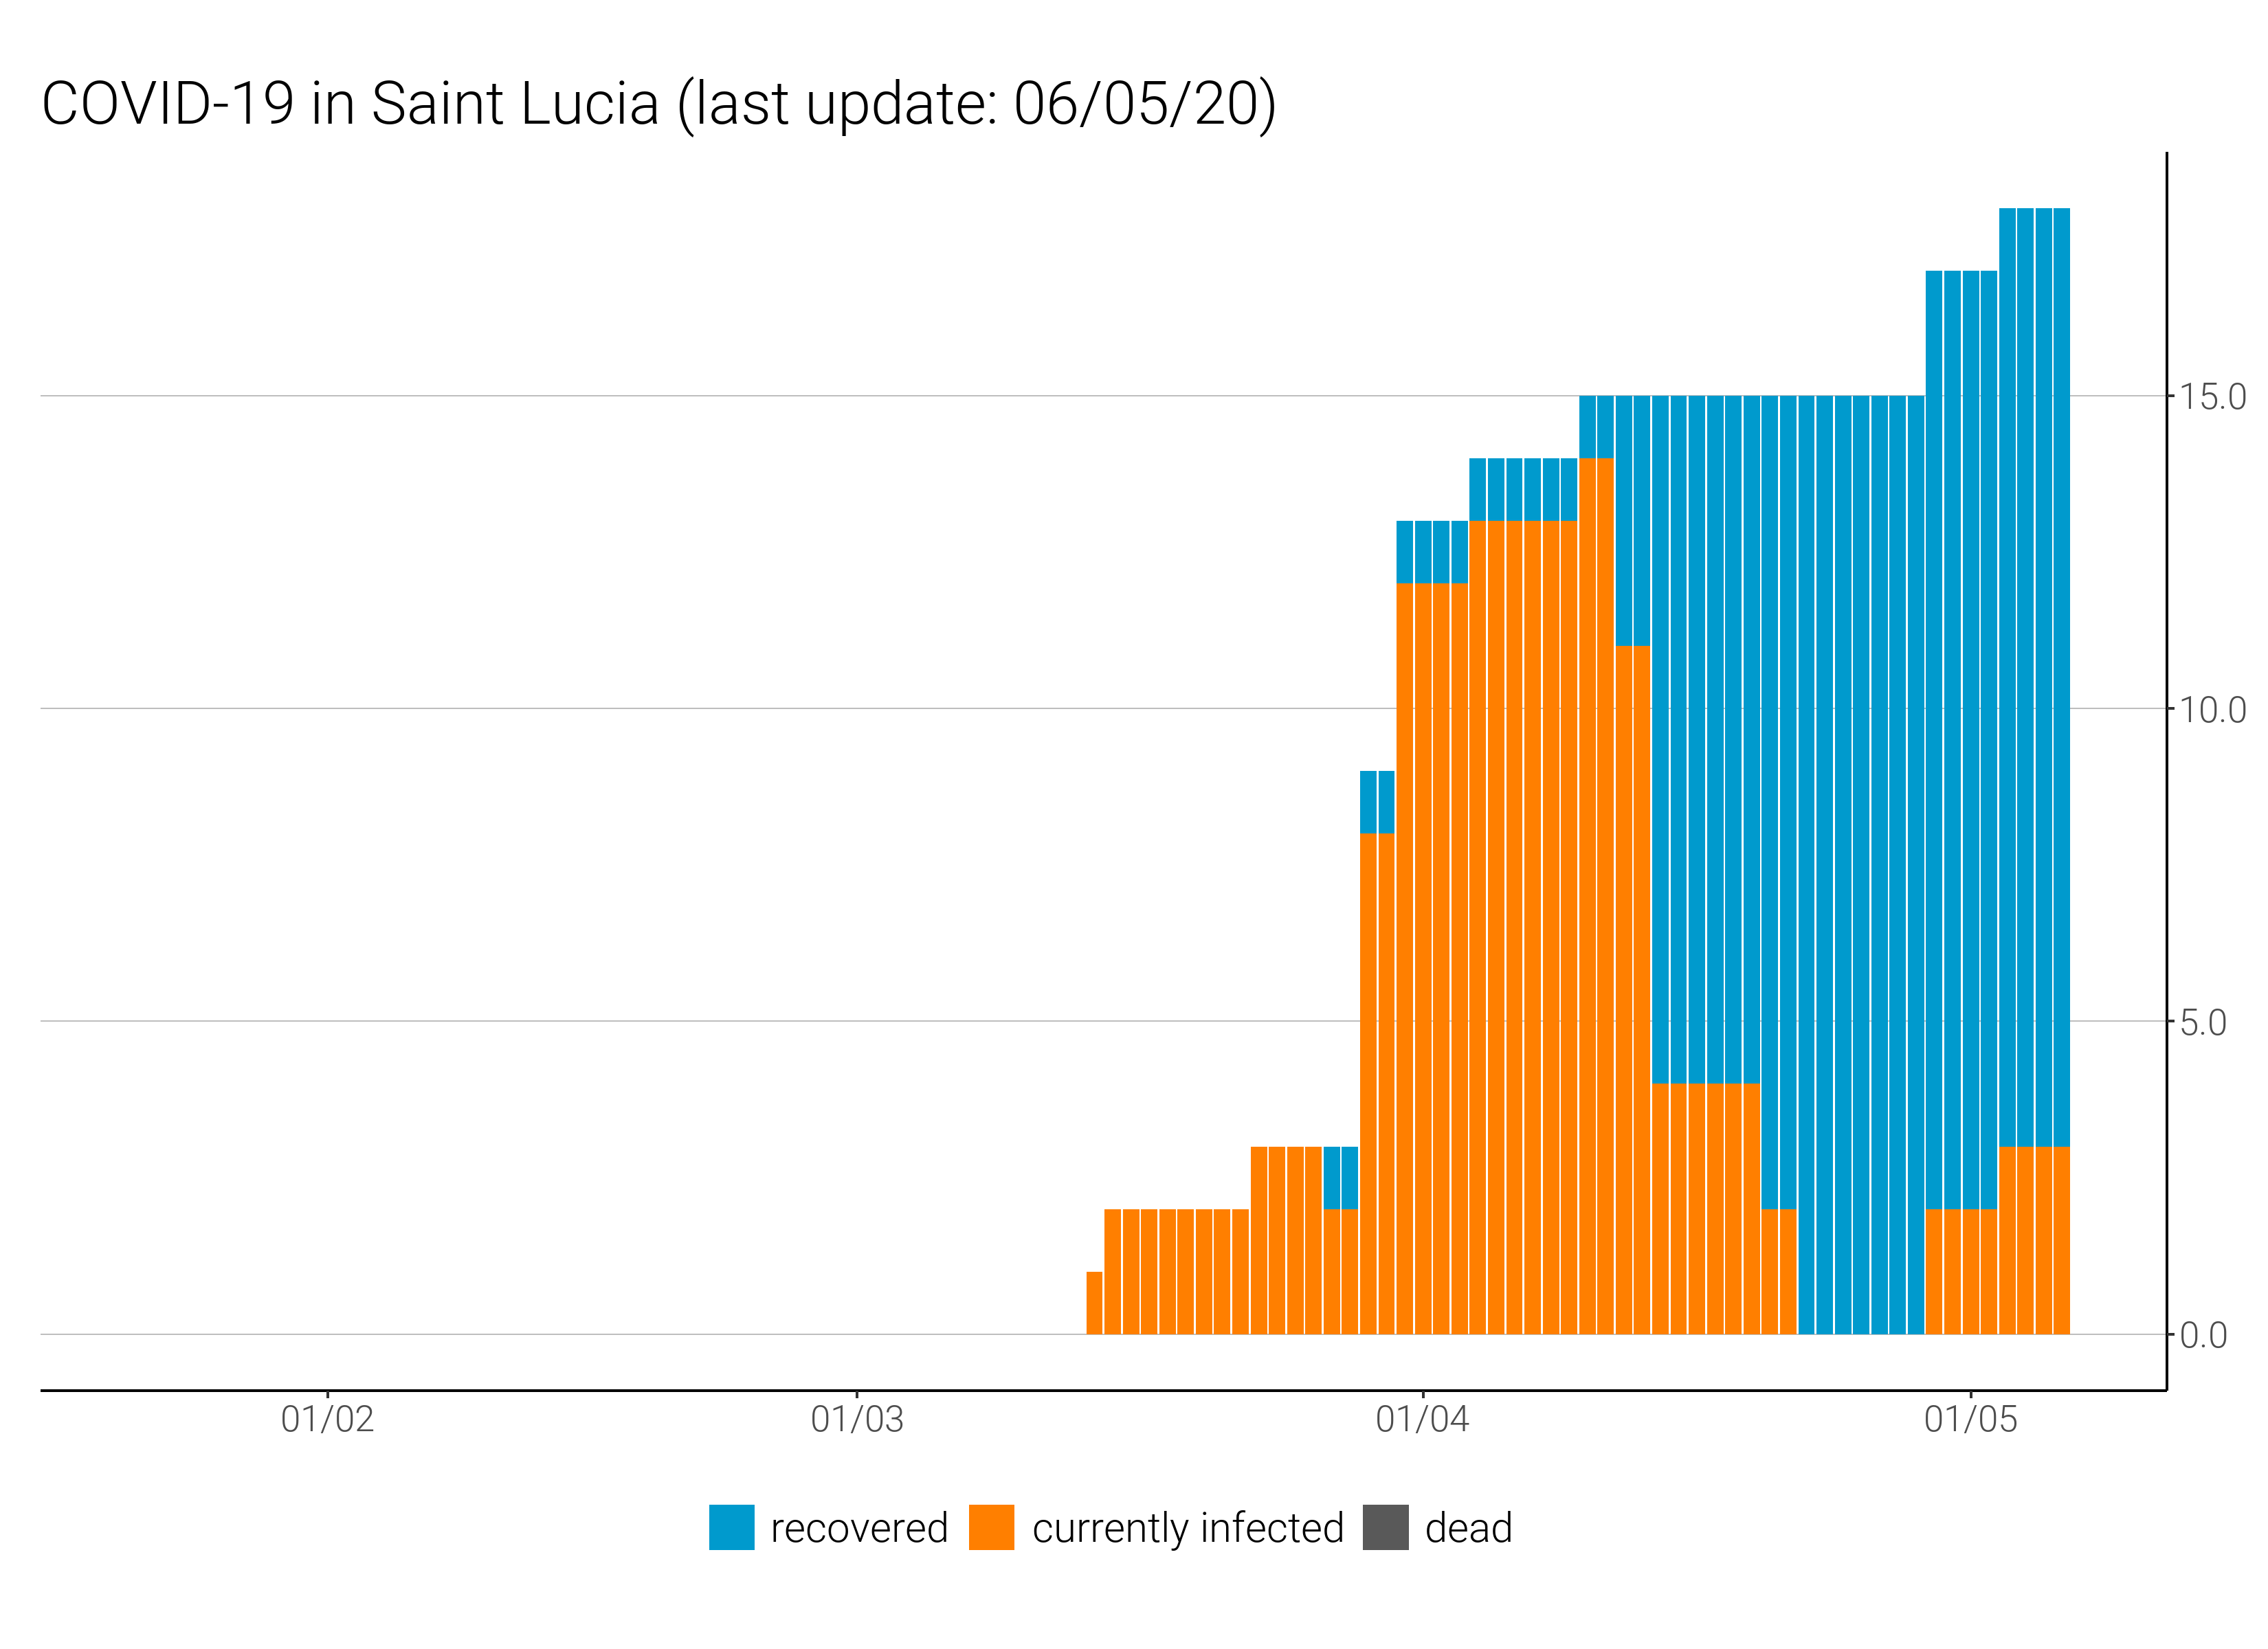 COVID-19 in Saint Lucia (last update: 06/05/20)
15.0
10.0
5.0
0.0
01/02 01/03 01/04 01/05
recovered currently infected dead